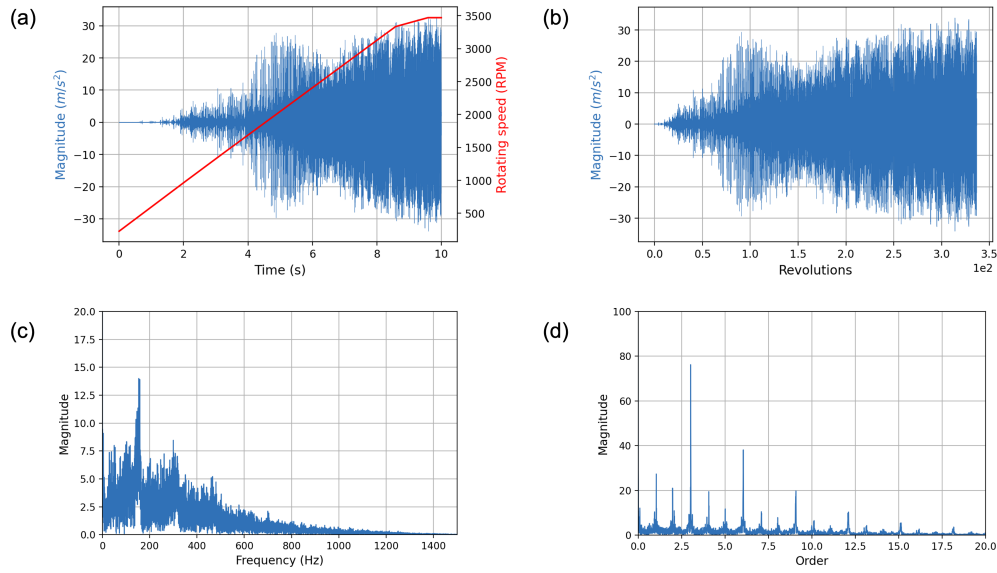 (a)
Magnitude (m/s²)
30
20
10
0
−10
−20
−30
0 2 4 6 8 10
Time (s)
3500
3000
2500
2000
1500
1000
500
Rotating speed (RPM)
(b)
Magnitude (m/s²)
30
20
10
0
−10
−20
−30
0.0 0.5 1.0 1.5 2.0 2.5 3.0 3.5
1e2
Revolutions
(c)
Magnitude
20.0
17.5
15.0
12.5
10.0
7.5
5.0
2.5
0.0
0 200 400 600 800 1000 1200 1400
Frequency (Hz)
(d)
Magnitude
100
80
60
40
20
0
0.0 2.5 5.0 7.5 10.0 12.5 15.0 17.5 20.0
Order